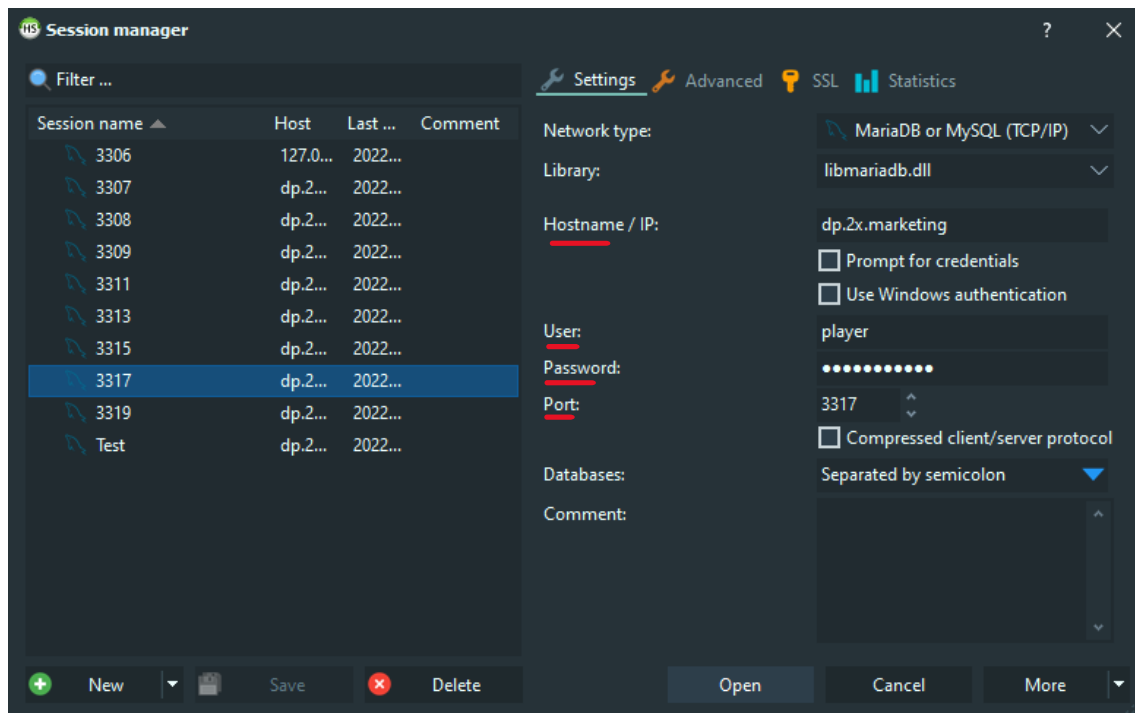 HS Session manager ?
Filter ...
Session name Host Last ... Comment
3306 127.0... 2022...
3307 dp.2... 2022...
3308 dp.2... 2022...
3309 dp.2... 2022...
3311 dp.2... 2022...
3313 dp.2... 2022...
3315 dp.2... 2022...
3317 dp.2... 2022...
3319 dp.2... 2022...
Test dp.2... 2022...
Settings Advanced SSL Statistics
Network type: MariaDB or MySQL (TCP/IP)
Library: libmariadb.dll
Hostname / IP: dp.2x.marketing
Prompt for credentials
Use Windows authentication
User: player
Password: •••••••••••
Port: 3317
Compressed client/server protocol
Databases: Separated by semicolon
Comment:
New Save Delete Open Cancel More